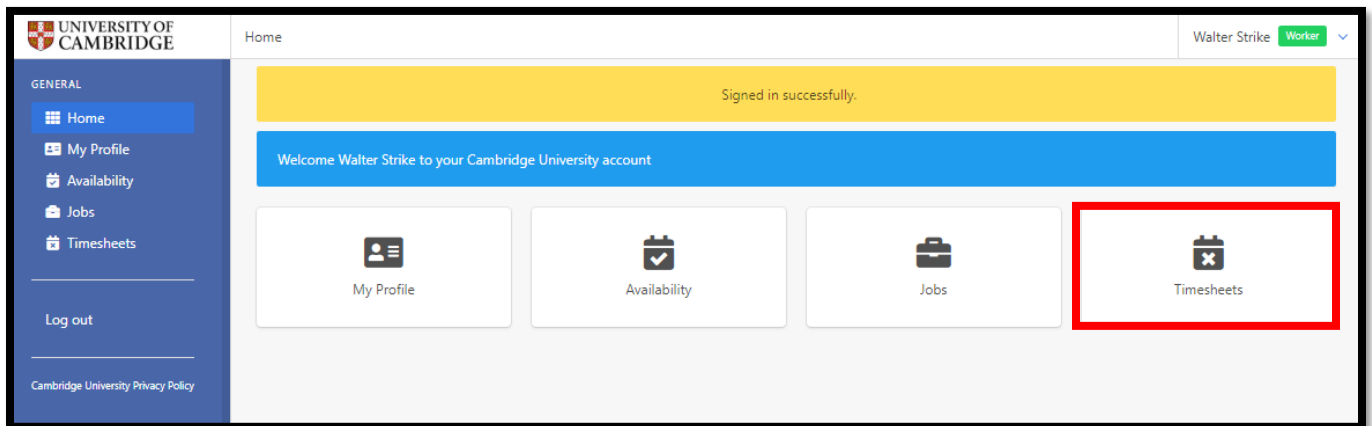 UNIVERSITY OF
CAMBRIDGE
Home
Walter Strike Worker
GENERAL
Home
My Profile
Availability
Jobs
Timesheets
Log out
Cambridge University Privacy Policy
Signed in successfully.
Welcome Walter Strike to your Cambridge University account
My Profile
Availability
Jobs
Timesheets